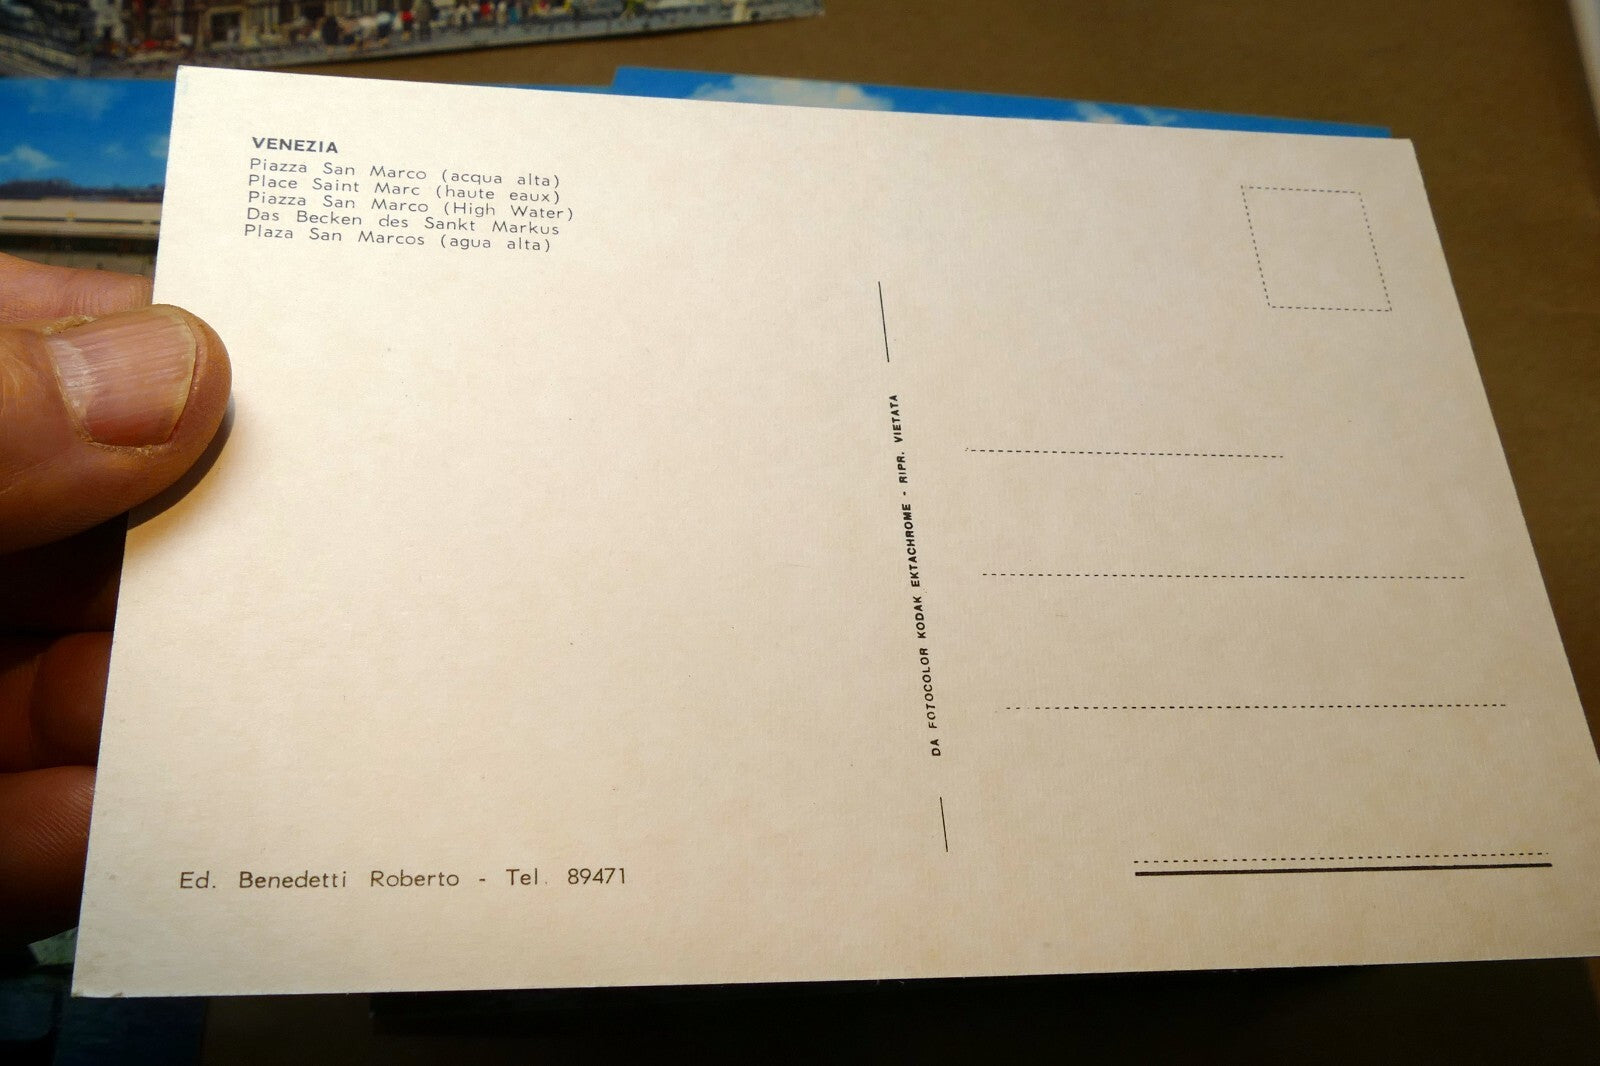 VENEZIA
Piazza San Marco (acqua alta)
Place Saint Marc (haute eaux)
Piazza San Marco (High Water)
Das Becken des Sankt Markus
Plaza San Marcos (agua alta)
DA FOTOCOLOR KODAK EKTACHROME - RIPR. VIETATA
Ed. Benedetti Roberto - Tel. 89471